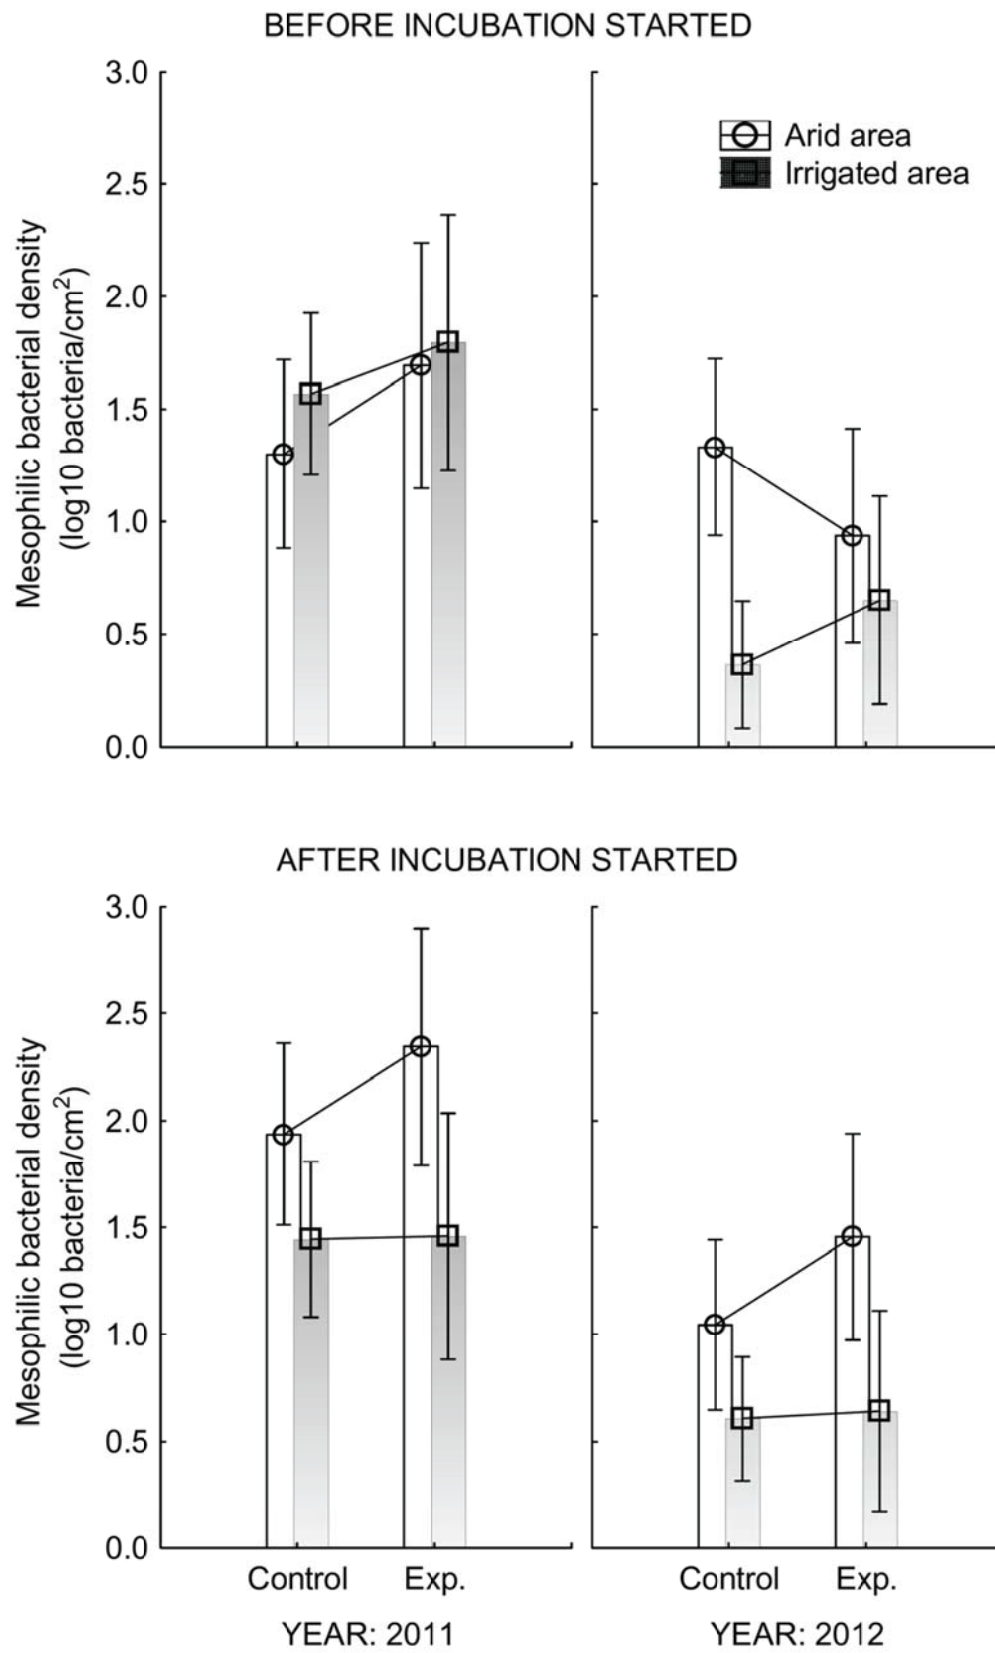 BEFORE INCUBATION STARTED
Mesophilic bacterial density
(log10 bacteria/cm²)
3.0
2.5
2.0
1.5
1.0
0.5
0.0
Arid area
Irrigated area
AFTER INCUBATION STARTED
Mesophilic bacterial density
(log10 bacteria/cm²)
3.0
2.5
2.0
1.5
1.0
0.5
0.0
Control Exp.
YEAR: 2011
Control Exp.
YEAR: 2012